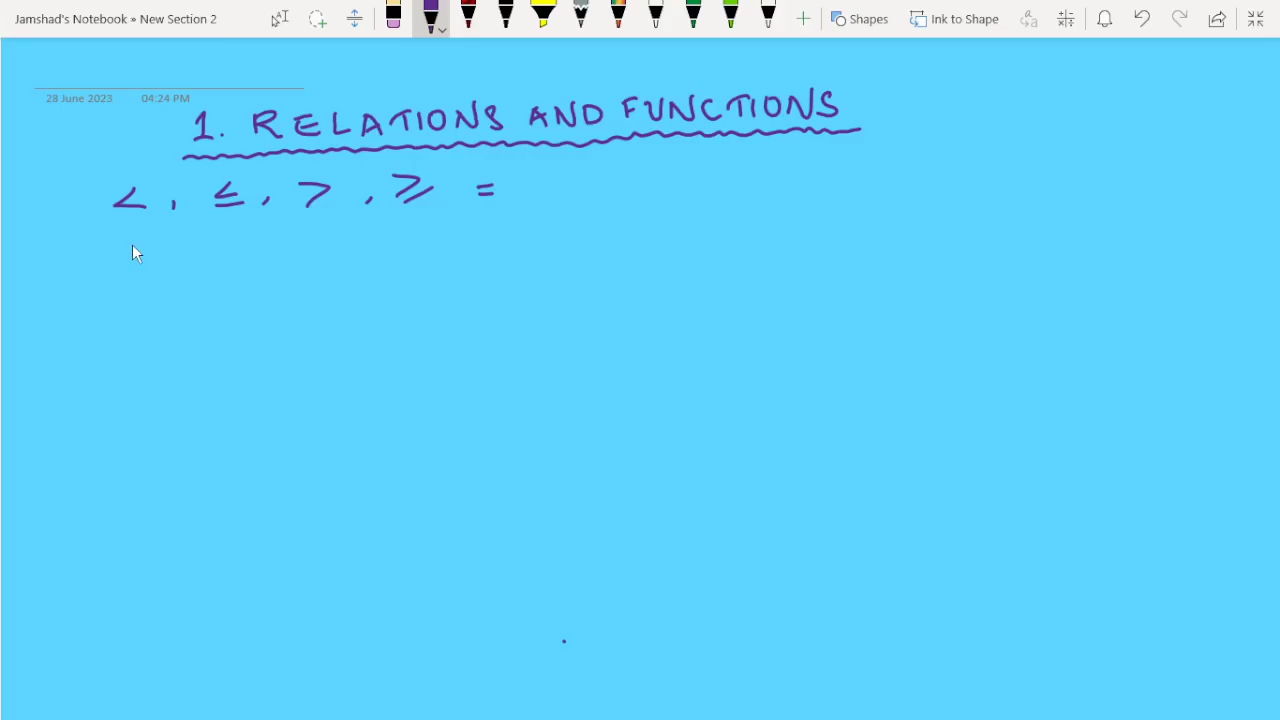 Jamshad's Notebook » New Section 2
Shapes
Ink to Shape
28 June 2023 04:24 PM
1. RELATIONS AND FUNCTIONS
<, ≤, >, ≥ =